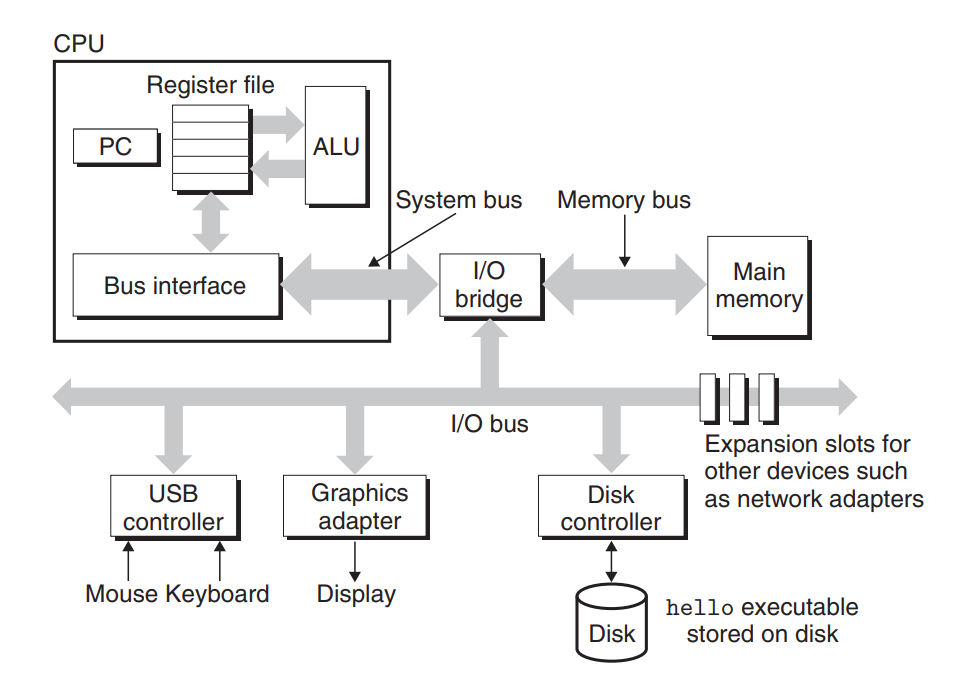 CPU
Register file
PC
ALU
System bus
Memory bus
Bus interface
I/O
bridge
Main
memory
I/O bus
Expansion slots for
other devices such
as network adapters
USB
controller
Graphics
adapter
Disk
controller
Mouse Keyboard
Display
Disk
hello executable
stored on disk